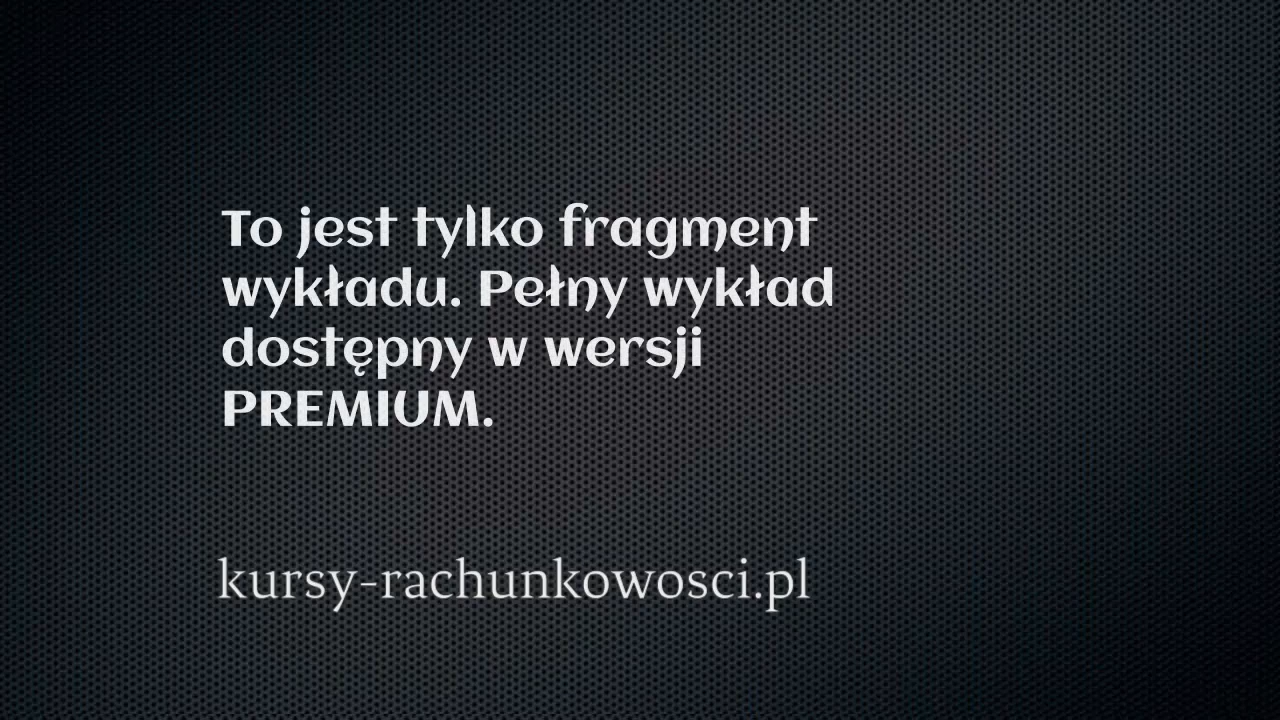 To jest tylko fragment
wykładu. Pełny wykład
dostępny w wersji
PREMIUM.
kursy-rachunkowosci.pl